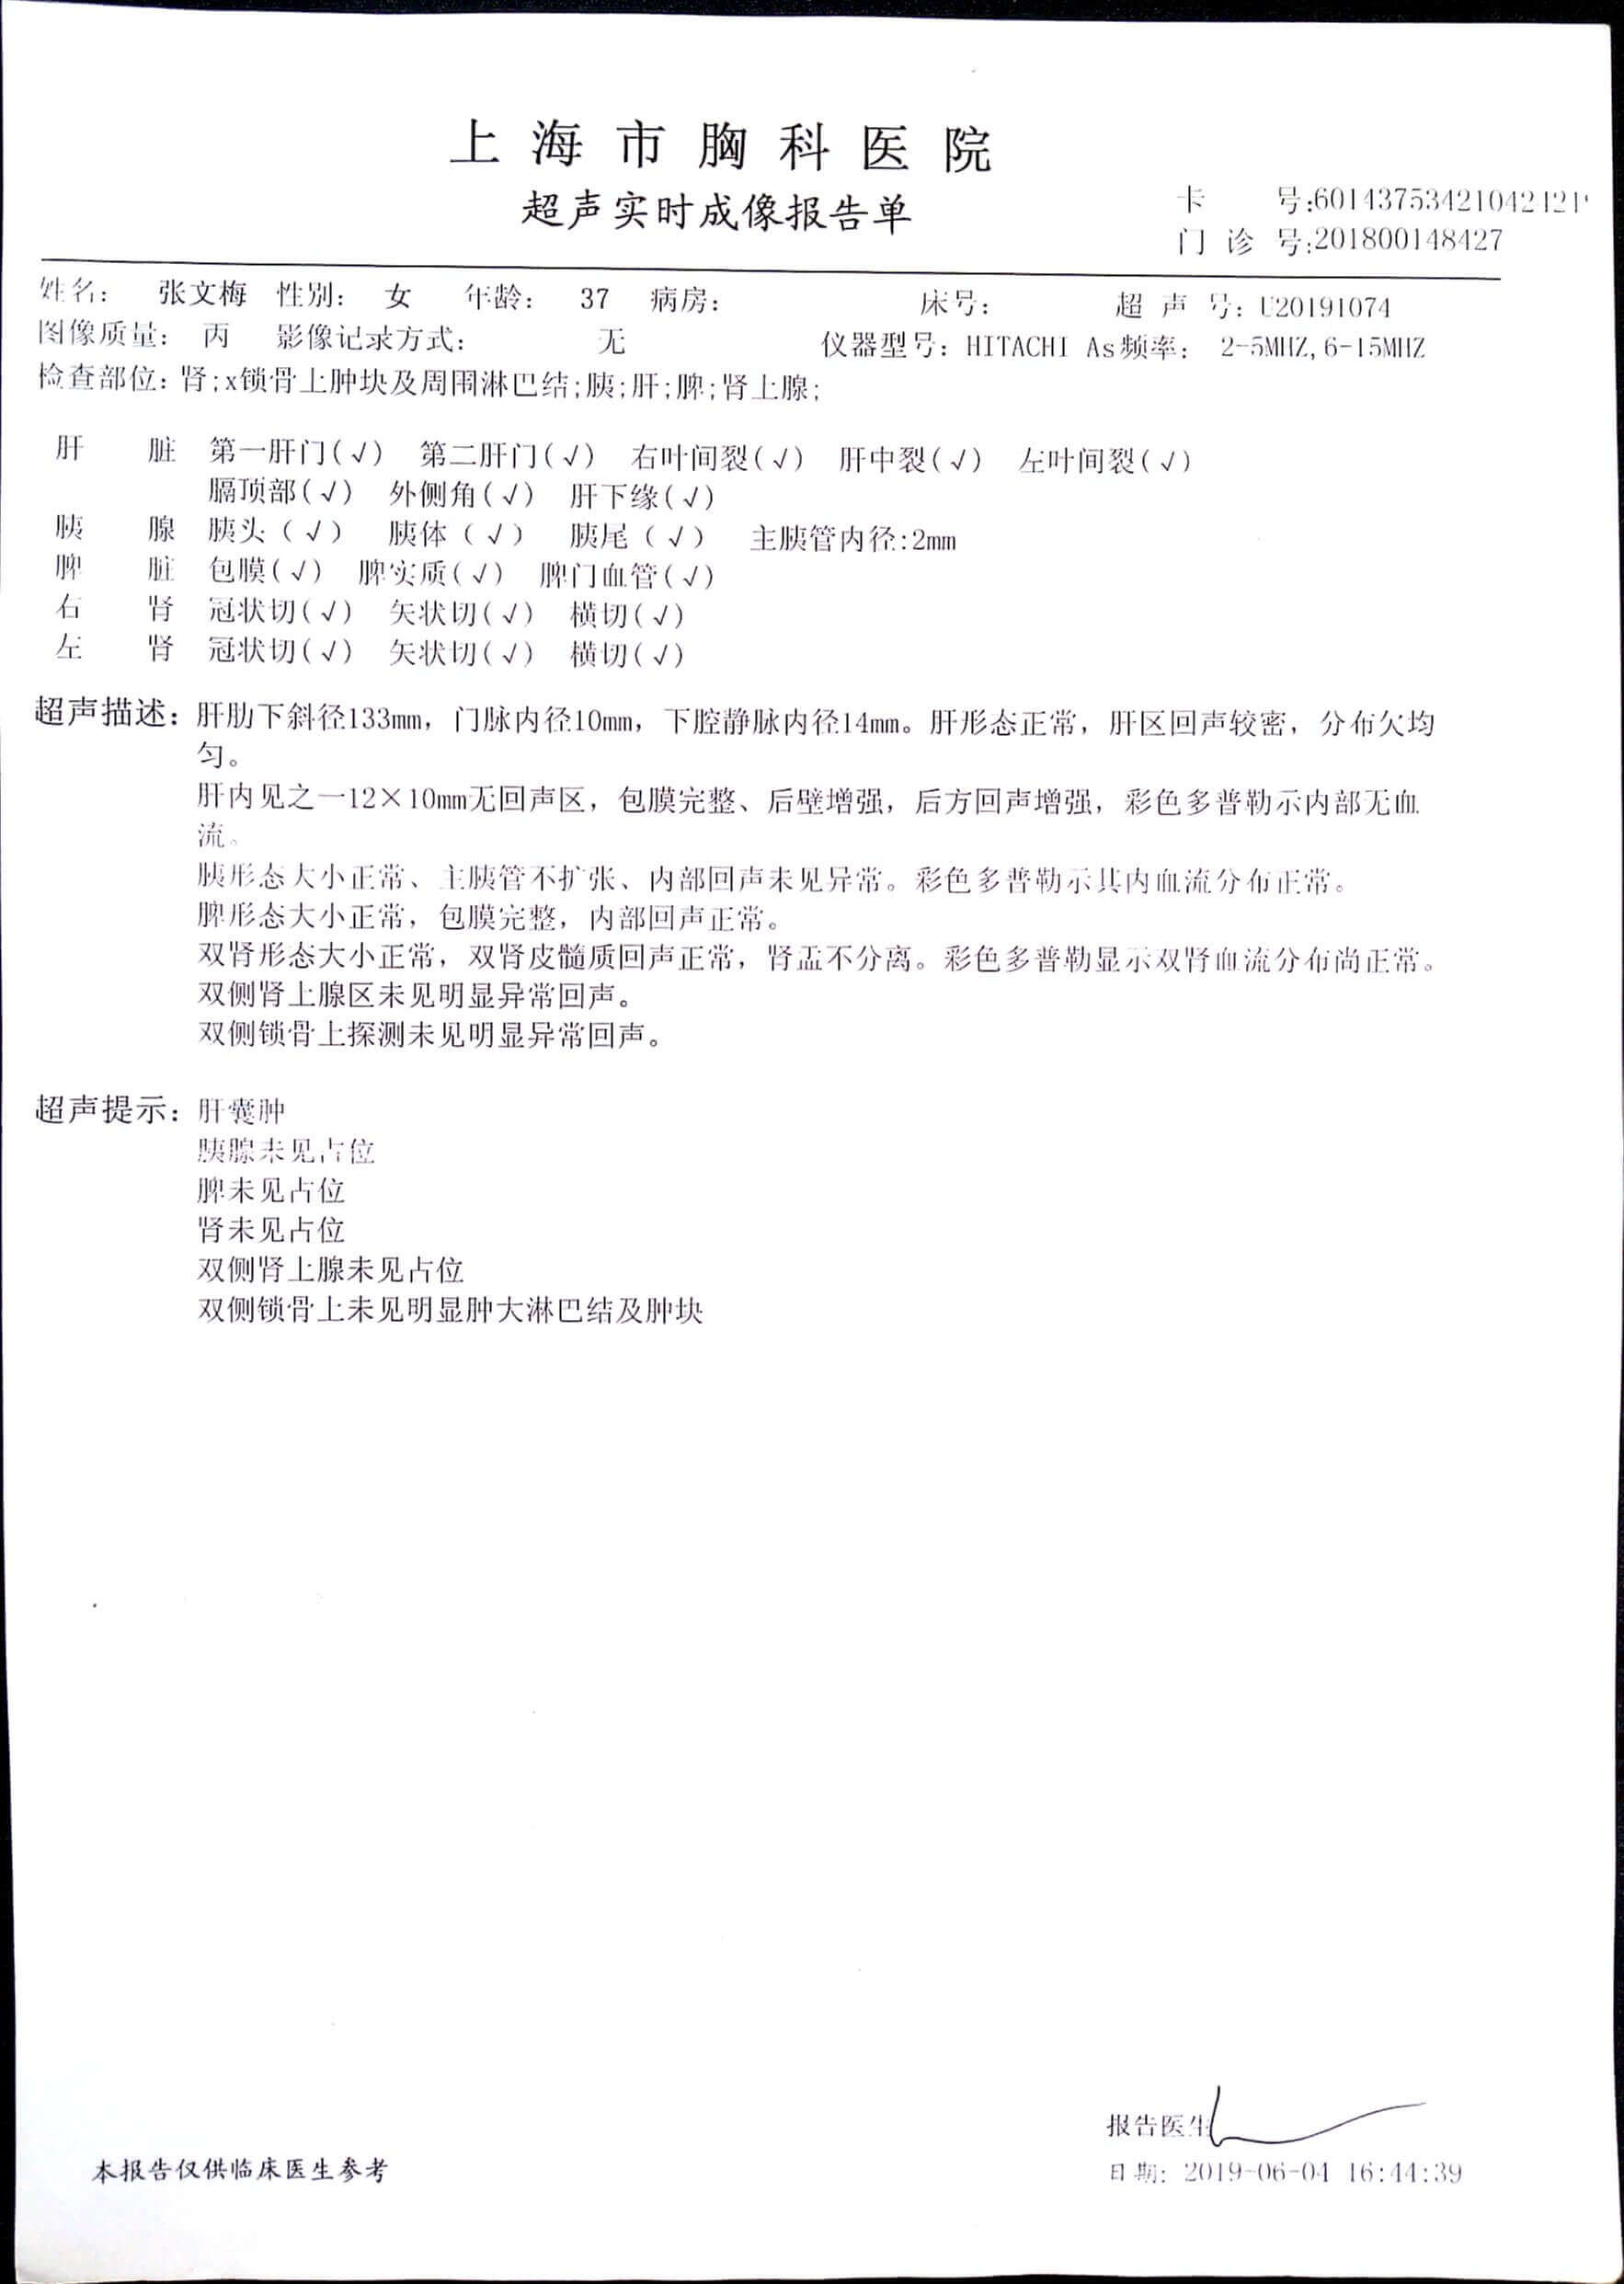 上海市胸科医院
超声实时成像报告单
卡 号:6014375342104212
门诊号:201800148427
姓名: 张文梅 性别: 女 年龄: 37 病房: 床号: 超声号: U20191074
图像质量: 丙 影像记录方式: 无 仪器型号: HITACHI As频率: 2-5MHZ,6-15MHZ
检查部位: 肾;x锁骨上肿块及周围淋巴结;胰;肝;脾;肾上腺;
肝 脏 第一肝门(√) 第二肝门(√) 右叶间裂(√) 肝中裂(√) 左叶间裂(√)
膈顶部(√) 外侧角(√) 肝下缘(√)
胰 腺 胰头(√) 胰体(√) 胰尾(√) 主胰管内径:2mm
脾 脏 包膜(√) 脾实质(√) 脾门血管(√)
右 肾 冠状切(√) 矢状切(√) 横切(√)
左 肾 冠状切(√) 矢状切(√) 横切(√)
超声描述: 肝肋下斜径133mm, 门脉内径10mm, 下腔静脉内径14mm。肝形态正常, 肝区回声较密, 分布欠均
匀。
肝内见之一12×10mm无回声区, 包膜完整、后壁增强, 后方回声增强, 彩色多普勒示内部无血
流。
胰形态大小正常、主胰管不扩张、内部回声未见异常。彩色多普勒示其内血流分布正常。
脾形态大小正常, 包膜完整, 内部回声正常。
双肾形态大小正常, 双肾皮髓质回声正常, 肾盂不分离。彩色多普勒显示双肾血流分布尚正常。
双侧肾上腺区未见明显异常回声。
双侧锁骨上探测未见明显异常回声。
超声提示: 肝囊肿
胰腺未见占位
脾未见占位
肾未见占位
双侧肾上腺未见占位
双侧锁骨上未见明显肿大淋巴结及肿块
报告医生
本报告仅供临床医生参考
日期: 2019-06-04 16:44:39